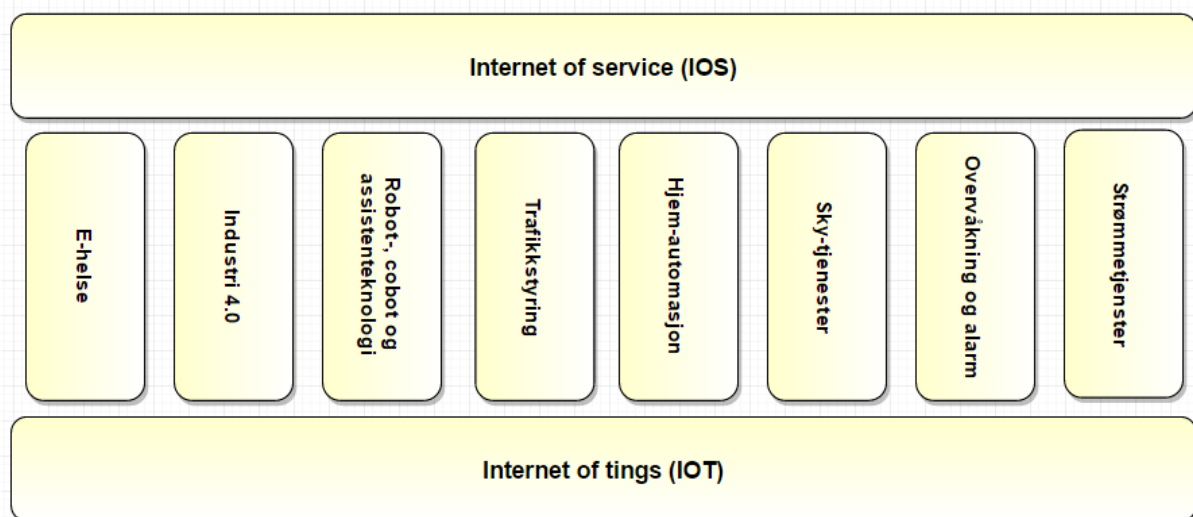 Internet of service (IOS)
E-helse
Industri 4.0
Robot-, cobot og
assistenteknologi
Trafikkstyring
Hjem-automasjon
Sky-tjenester
Overvåkning og alarm
Strømmetjenster
Internet of tings (IOT)